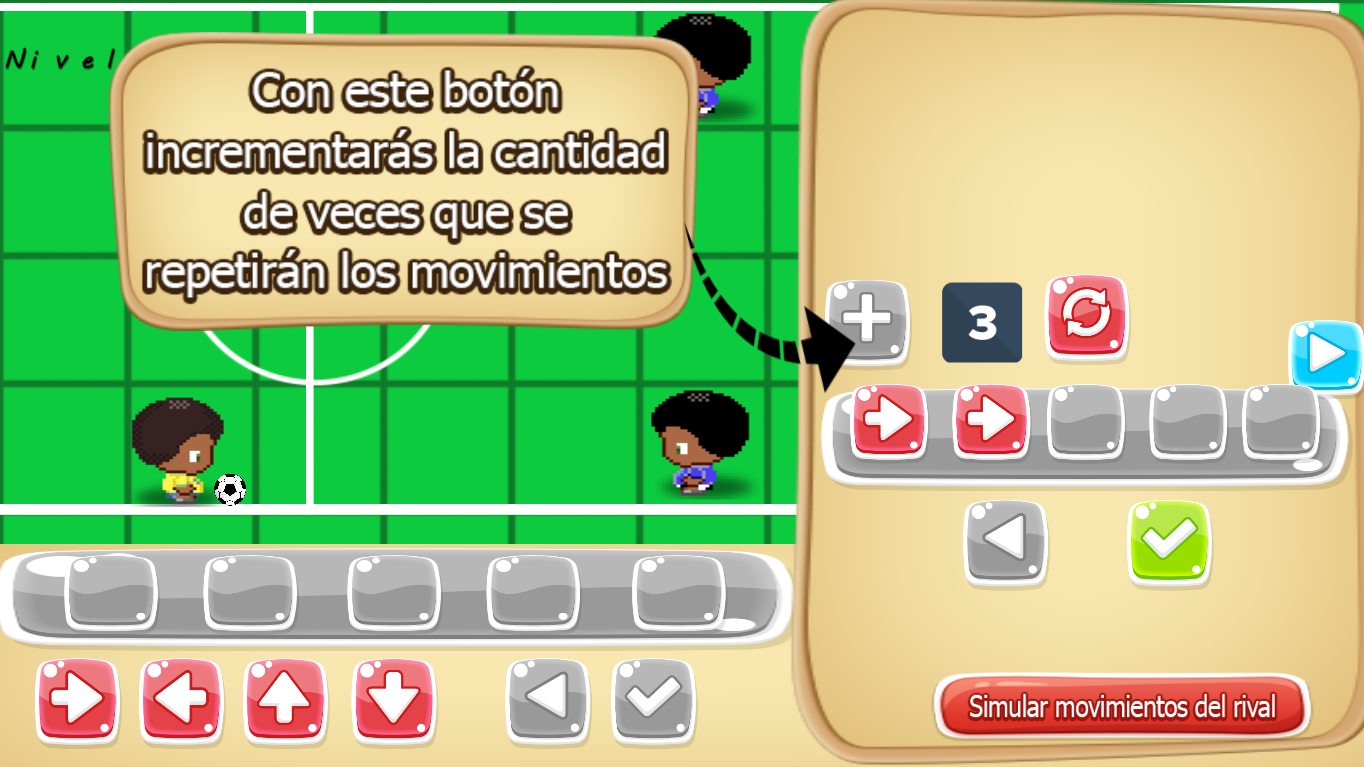 Nivel
Con este botón
incrementarás la cantidad
de veces que se
repetirán los movimientos
3
Simular movimientos del rival